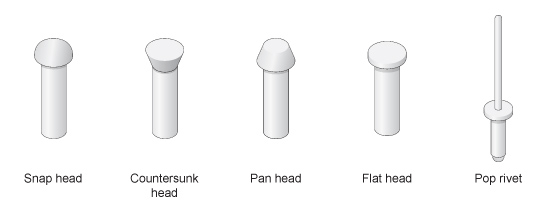 Snap head
Countersunk
head
Pan head
Flat head
Pop rivet